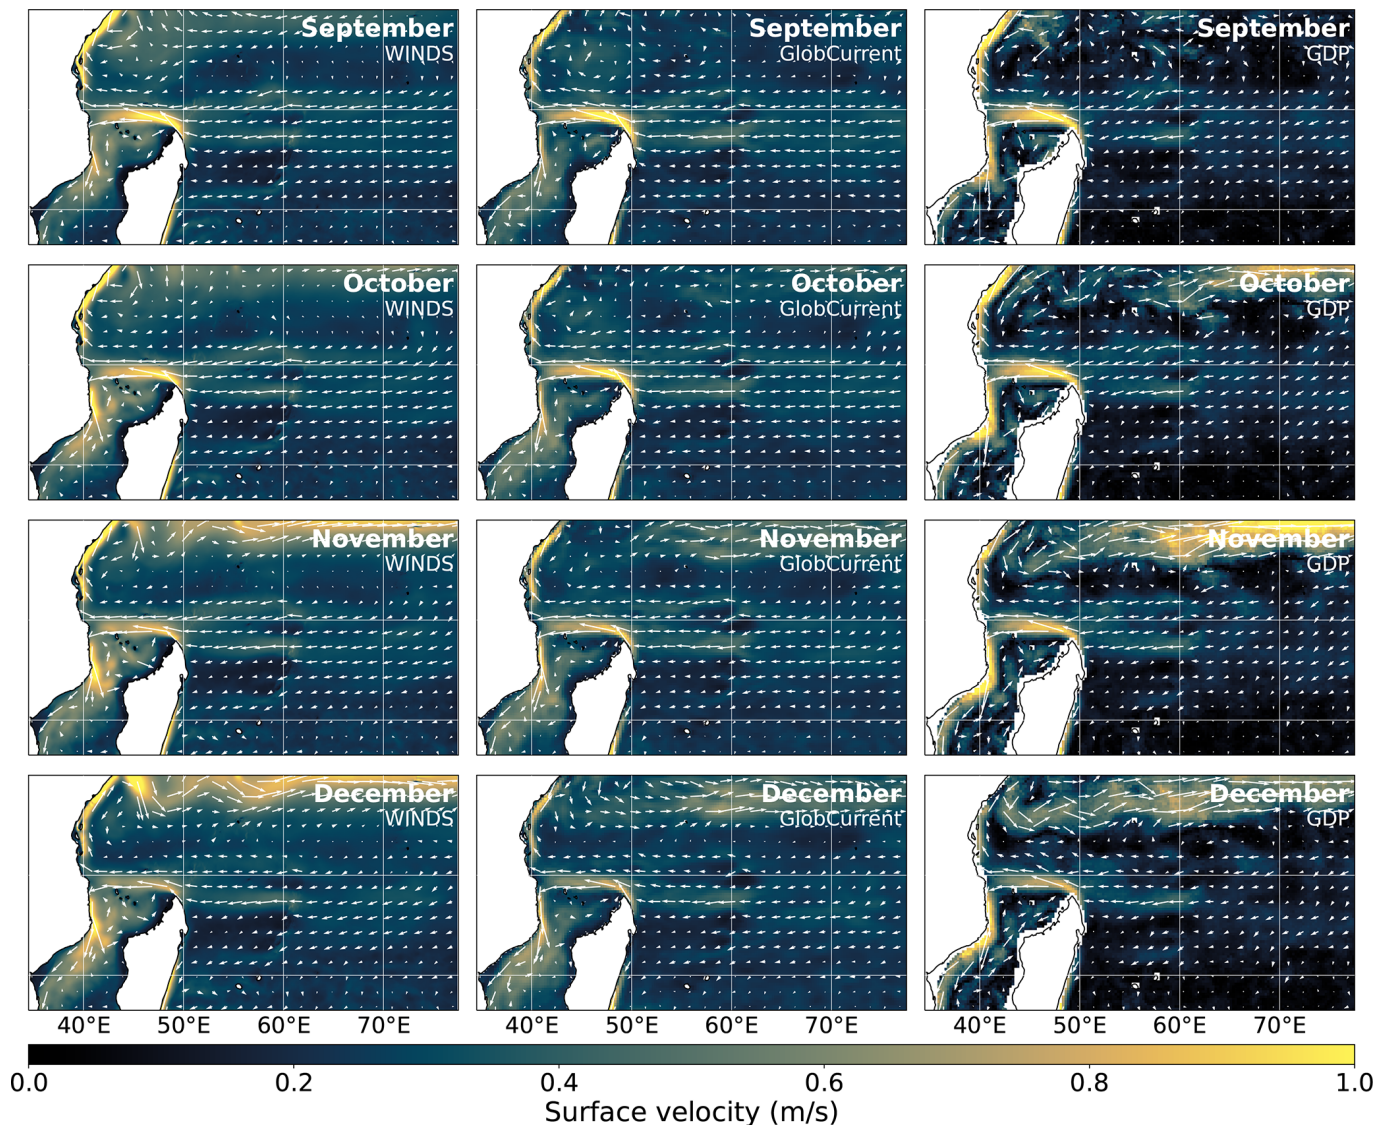 September
WINDS
September
GlobCurrent
September
GDP
October
WINDS
October
GlobCurrent
October
GDP
November
WINDS
November
GlobCurrent
November
GDP
December
WINDS
December
GlobCurrent
December
GDP
40°E 50°E 60°E 70°E 40°E 50°E 60°E 70°E 40°E 50°E 60°E 70°E
0.0 0.2 0.4 0.6 0.8 1.0
Surface velocity (m/s)